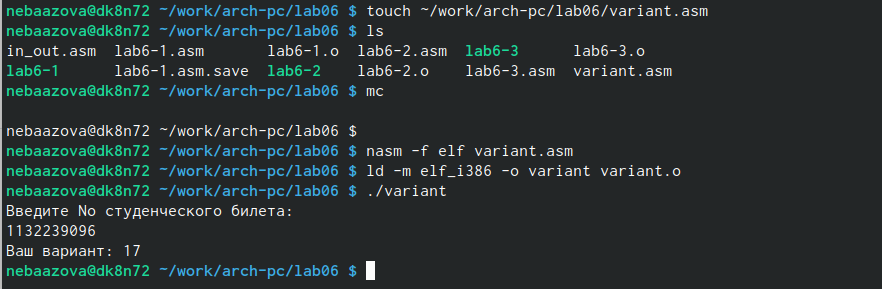 nebaazova@dk8n72 ~/work/arch-pc/lab06 $ touch ~/work/arch-pc/lab06/variant.asm
nebaazova@dk8n72 ~/work/arch-pc/lab06 $ ls
in_out.asm  lab6-1.asm       lab6-1.o  lab6-2.asm  lab6-3      lab6-3.o
lab6-1      lab6-1.asm.save  lab6-2    lab6-2.o    lab6-3.asm  variant.asm
nebaazova@dk8n72 ~/work/arch-pc/lab06 $ mc
nebaazova@dk8n72 ~/work/arch-pc/lab06 $
nebaazova@dk8n72 ~/work/arch-pc/lab06 $ nasm -f elf variant.asm
nebaazova@dk8n72 ~/work/arch-pc/lab06 $ ld -m elf_i386 -o variant variant.o
nebaazova@dk8n72 ~/work/arch-pc/lab06 $ ./variant
Введите No студенческого билета:
1132239096
Ваш вариант: 17
nebaazova@dk8n72 ~/work/arch-pc/lab06 $